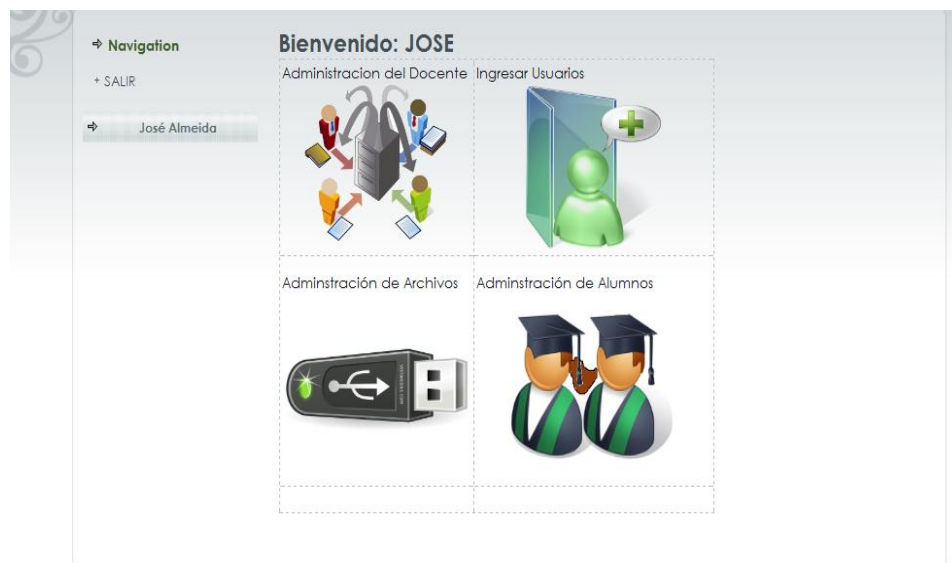 Navigation
+ SALIR
José Almeida
Bienvenido: JOSE
Administracion del Docente
Ingresar Usuarios
Adminstración de Archivos
Adminstración de Alumnos